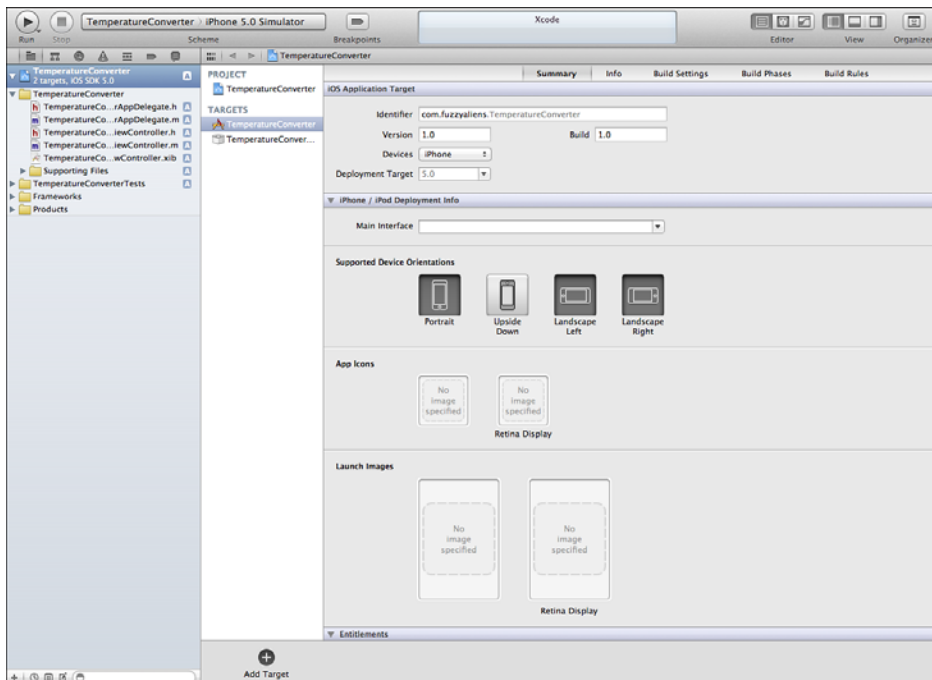 TemperatureConverter › iPhone 5.0 Simulator
Xcode
Run Stop Scheme Breakpoints Editor View Organizer
TemperatureConverter
2 targets, iOS SDK 5.0
TemperatureConverter
TemperatureCo...rAppDelegate.h
TemperatureCo...rAppDelegate.m
TemperatureCo...iewController.h
TemperatureCo...iewController.m
TemperatureCo...wController.xib
Supporting Files
TemperatureConverterTests
Frameworks
Products
TemperatureConverter
PROJECT
TemperatureConverter
TARGETS
TemperatureConverter
TemperatureConver...
Summary Info Build Settings Build Phases Build Rules
iOS Application Target
Identifier com.fuzzyaliens.TemperatureConverter
Version 1.0 Build 1.0
Devices iPhone
Deployment Target 5.0
iPhone / iPod Deployment Info
Main Interface
Supported Device Orientations
Portrait
Upside
Down
Landscape
Left
Landscape
Right
App Icons
No
image
specified
No
image
specified
Retina Display
Launch Images
No
image
specified
No
image
specified
Retina Display
Entitlements
Add Target